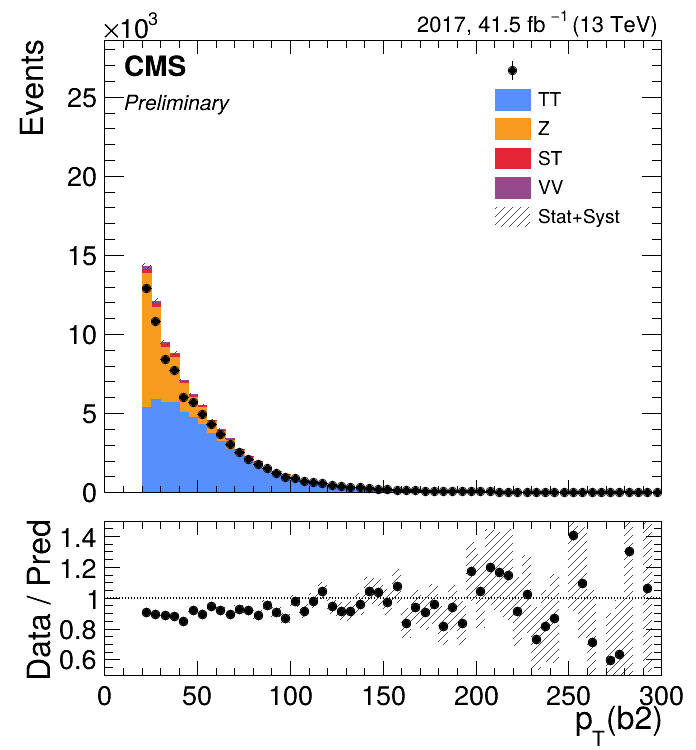 ×10³
2017, 41.5 fb⁻¹ (13 TeV)
CMS
Preliminary
TT
Z
ST
VV
Stat+Syst
Events
25
20
15
10
5
0
Data / Pred
1.4
1.2
1
0.8
0.6
0 50 100 150 200 250 300
p_T(b2)